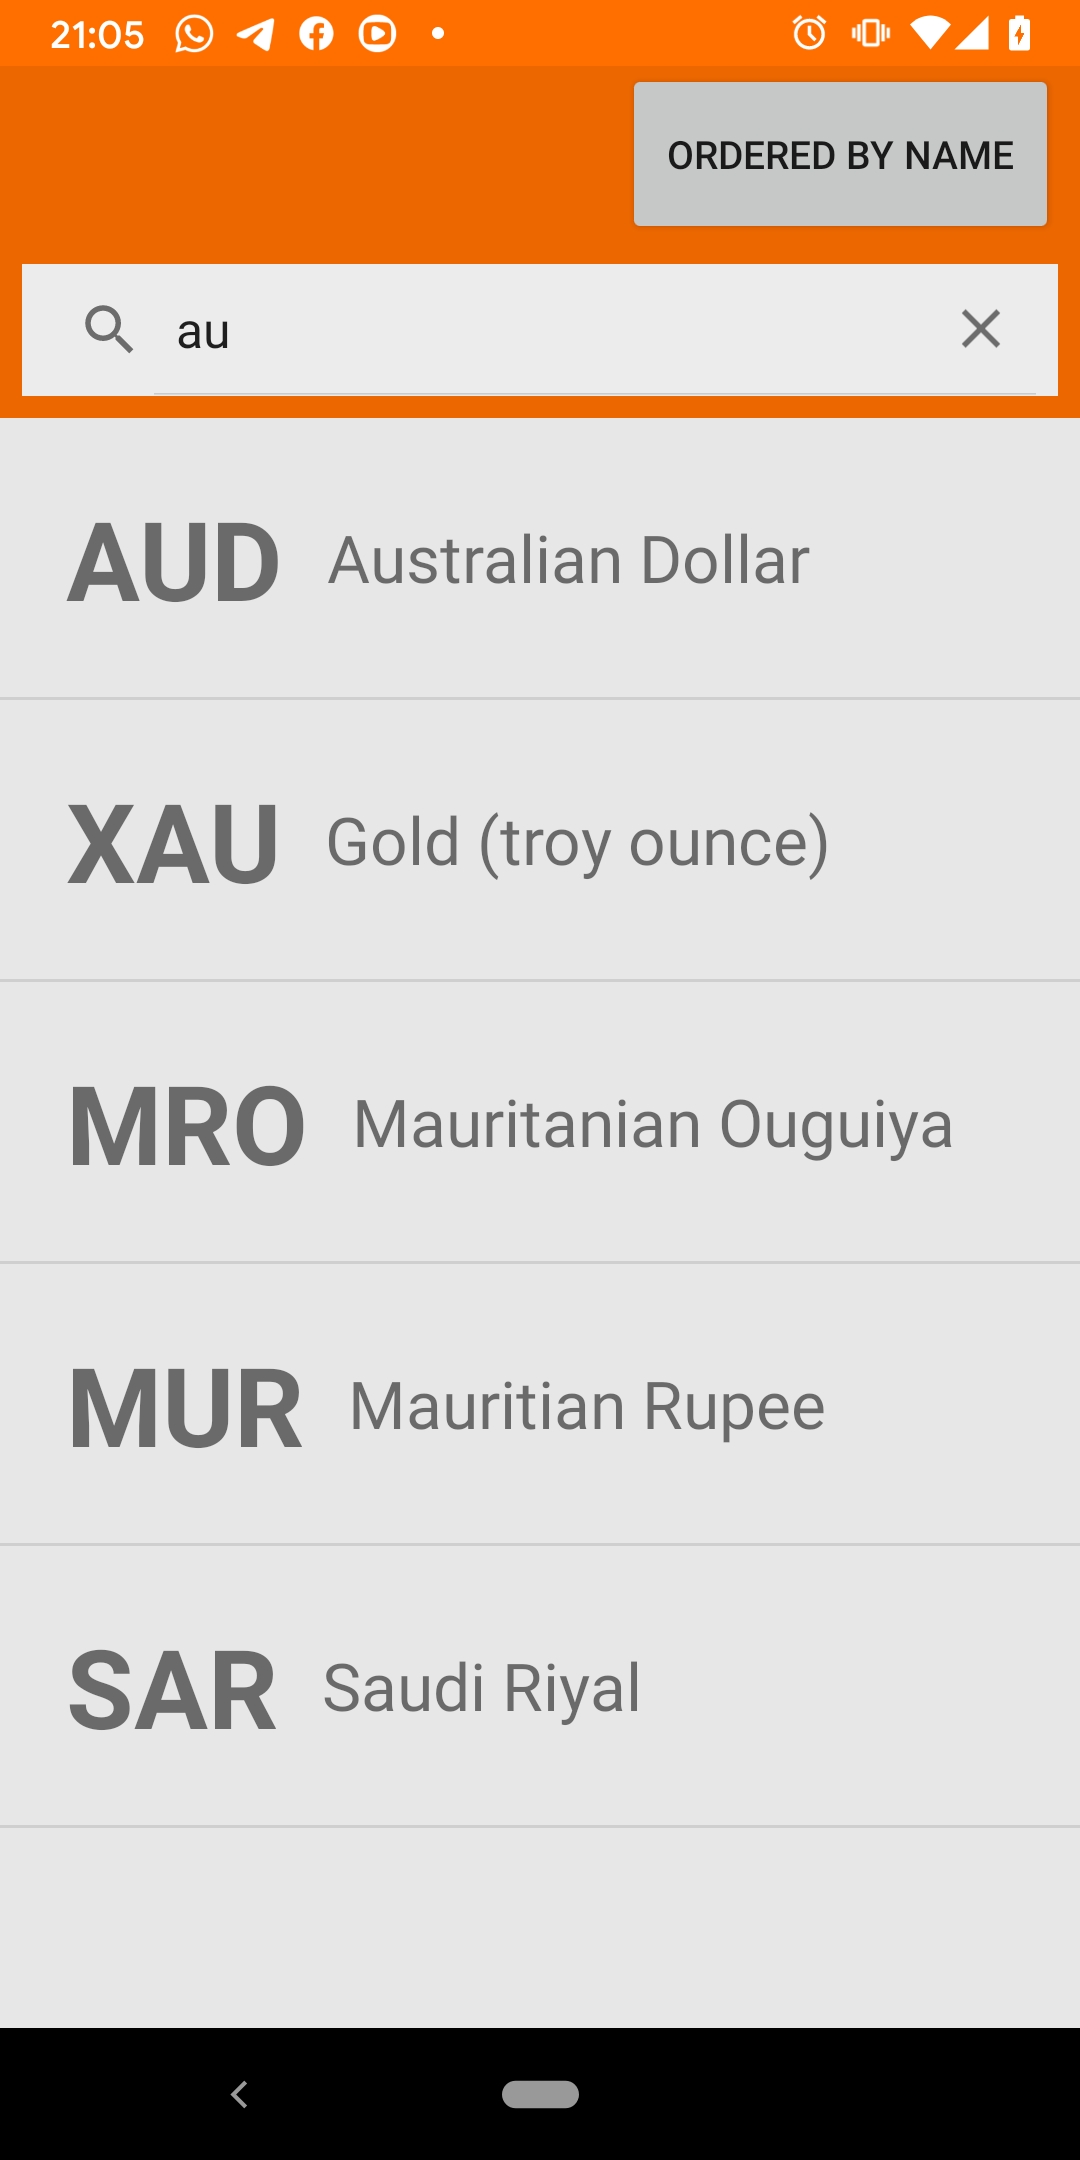 21:05
ORDERED BY NAME
au
AUD Australian Dollar
XAU Gold (troy ounce)
MRO Mauritanian Ouguiya
MUR Mauritian Rupee
SAR Saudi Riyal